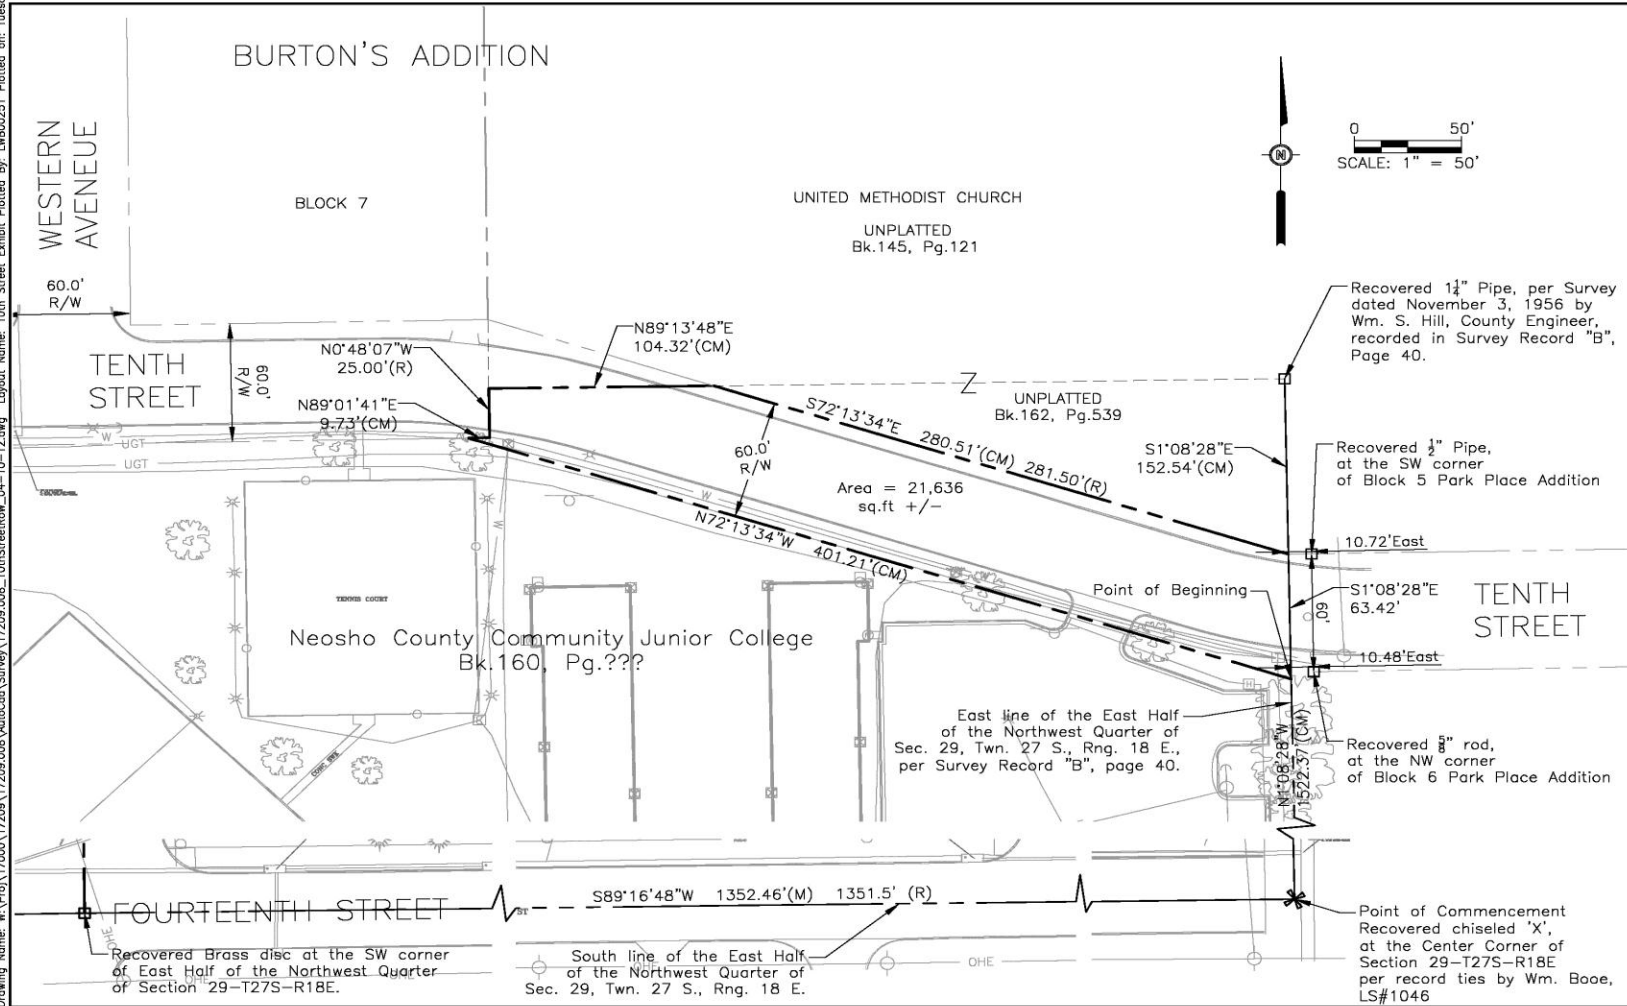 BURTON'S ADDITION
WESTERN
AVENEUE
BLOCK 7
UNITED METHODIST CHURCH
UNPLATTED
Bk.145, Pg.121
N
0 50'
SCALE: 1" = 50'
60.0'
R/W
TENTH
STREET
60.0'
R/W
N0°48'07"W
25.00'(R)
N89°13'48"E
104.32'(CM)
N89°01'41"E
9.73'(CM)
Z
UNPLATTED
Bk.162, Pg.539
Recovered 1¼" Pipe, per Survey
dated November 3, 1956 by
Wm. S. Hill, County Engineer,
recorded in Survey Record "B",
Page 40.
S72°13'34"E 280.51'(CM) 281.50'(R)
60.0'
R/W
Area = 21,636
sq.ft +/-
S1°08'28"E
152.54'(CM)
Recovered ½" Pipe,
at the SW corner
of Block 5 Park Place Addition
W
UGT
UGT
W
W
N72°13'34"W 401.21'(CM)
10.72'East
Point of Beginning
S1°08'28"E
63.42'
60'
TENTH
STREET
TENNIS COURT
Neosho County Community Junior College
Bk.160, Pg.???
10.48'East
H
East line of the East Half
of the Northwest Quarter of
Sec. 29, Twn. 27 S., Rng. 18 E.,
per Survey Record "B", page 40.
N1°08'28"W
1522.37'(CM)
Recovered ⅝" rod,
at the NW corner
of Block 6 Park Place Addition
CONC SWK
FOURTEENTH STREET
ST
S89°16'48"W 1352.46'(M) 1351.5' (R)
OHE
Recovered Brass disc at the SW corner
of East Half of the Northwest Quarter
of Section 29-T27S-R18E.
OHE
OHE
South line of the East Half
of the Northwest Quarter of
Sec. 29, Twn. 27 S., Rng. 18 E.
OHE
OHE
Point of Commencement
Recovered chiseled 'X',
at the Center Corner of
Section 29-T27S-R18E
per record ties by Wm. Booe,
LS#1046